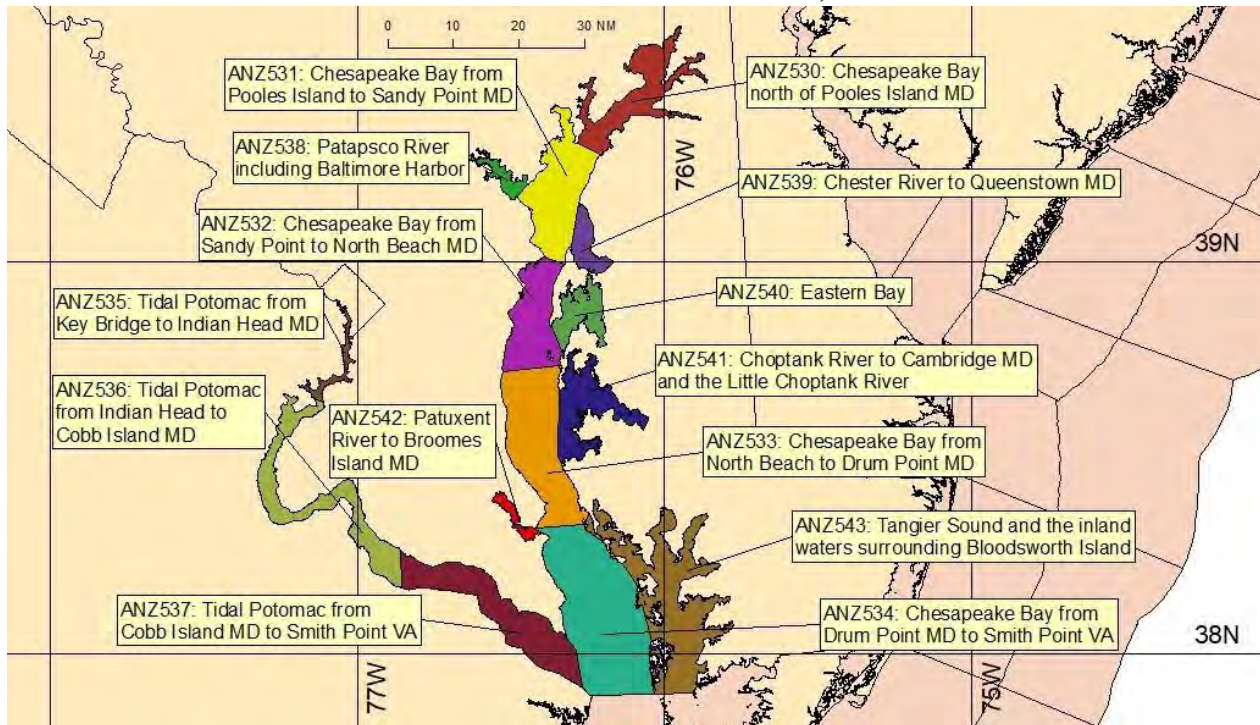 0 10 20 30 NM
ANZ531: Chesapeake Bay from
Pooles Island to Sandy Point MD
ANZ530: Chesapeake Bay
north of Pooles Island MD
ANZ538: Patapsco River
including Baltimore Harbor
76W
ANZ539: Chester River to Queenstown MD
ANZ532: Chesapeake Bay from
Sandy Point to North Beach MD
39N
ANZ535: Tidal Potomac from
Key Bridge to Indian Head MD
ANZ540: Eastern Bay
ANZ536: Tidal Potomac
from Indian Head to
Cobb Island MD
ANZ542: Patuxent
River to Broomes
Island MD
ANZ541: Choptank River to Cambridge MD
and the Little Choptank River
ANZ533: Chesapeake Bay from
North Beach to Drum Point MD
ANZ543: Tangier Sound and the inland
waters surrounding Bloodsworth Island
ANZ537: Tidal Potomac from
Cobb Island MD to Smith Point VA
ANZ534: Chesapeake Bay from
Drum Point MD to Smith Point VA
38N
77W
75W